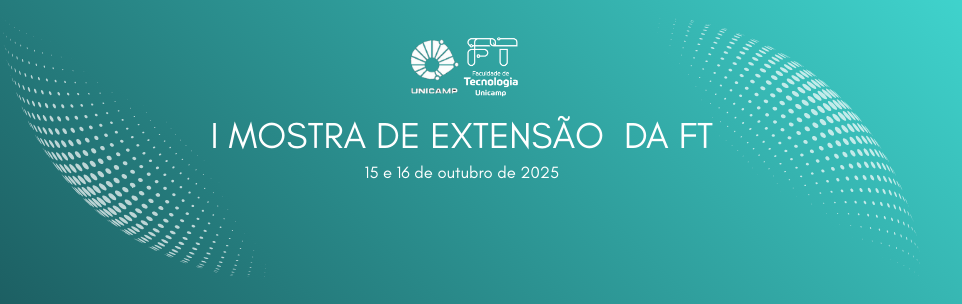 UNICAMP
FT
Faculdade de
Tecnologia
Unicamp
I MOSTRA DE EXTENSÃO DA FT
15 e 16 de outubro de 2025